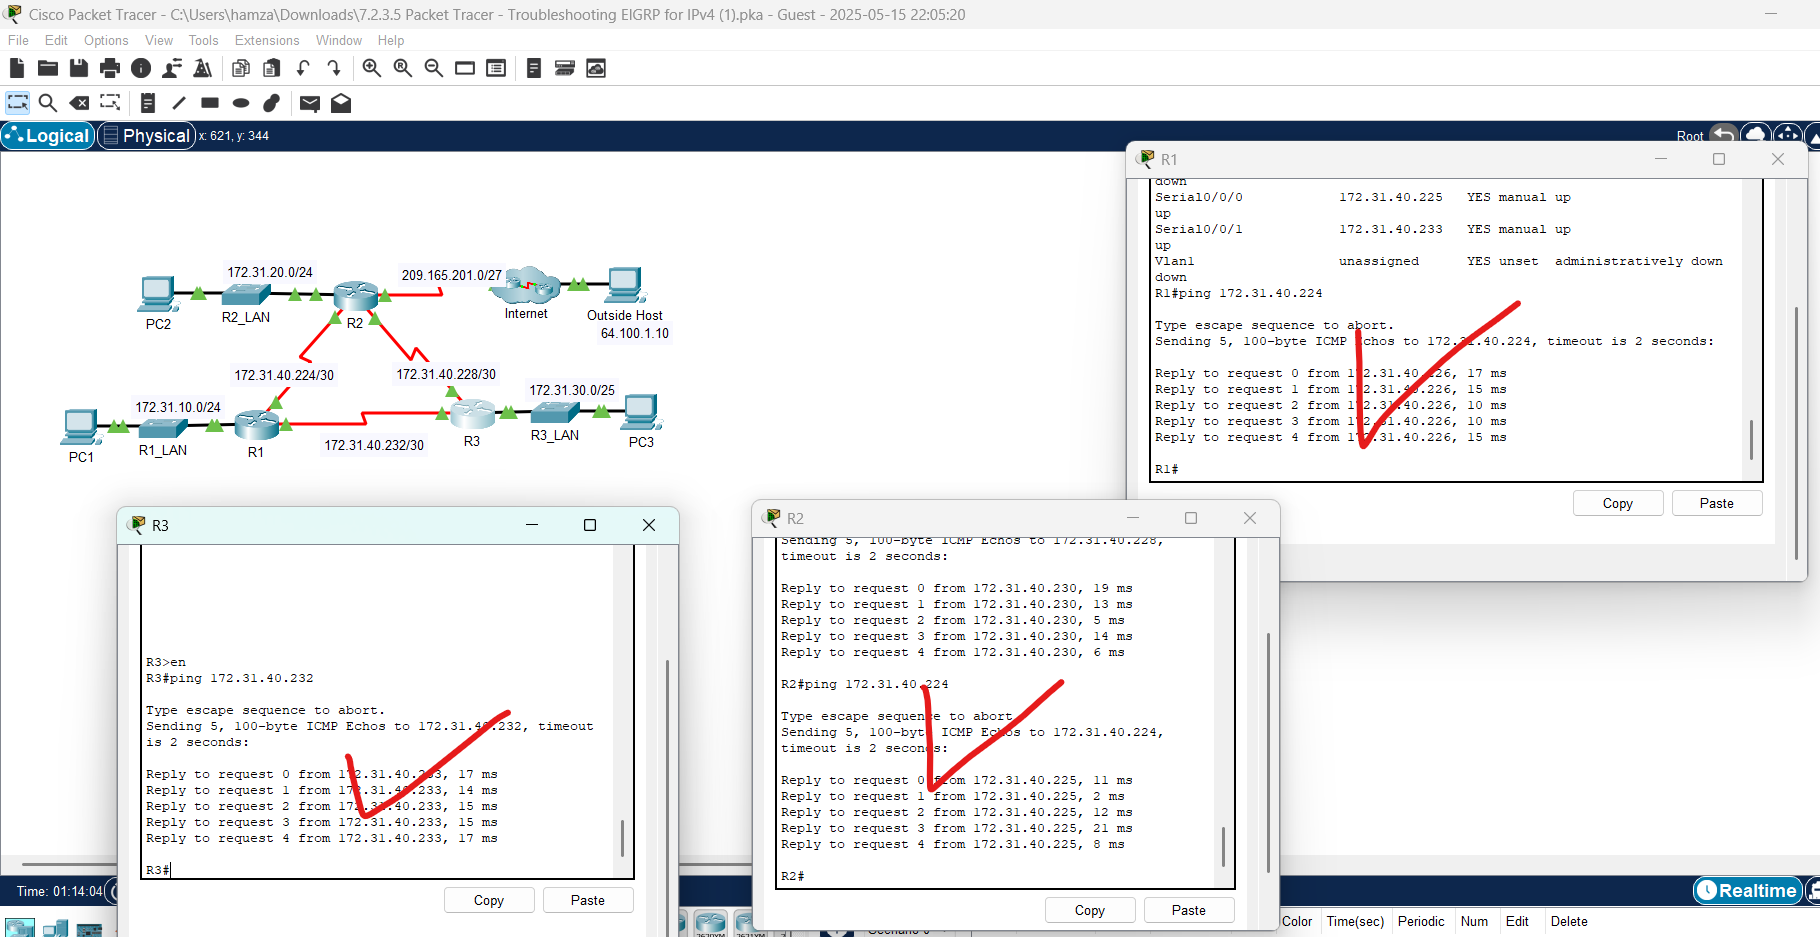 Cisco Packet Tracer - C:\Users\hamza\Downloads\7.2.3.5 Packet Tracer - Troubleshooting EIGRP for IPv4 (1).pka - Guest - 2025-05-15 22:05:20
File Edit Options View Tools Extensions Window Help
Logical Physical x: 621, y: 344
Root
172.31.20.0/24
209.165.201.0/27
PC2
R2_LAN
R2
Internet
Outside Host
64.100.1.10
172.31.40.224/30
172.31.40.228/30
172.31.10.0/24
172.31.30.0/25
PC1
R1_LAN
R1
172.31.40.232/30
R3
R3_LAN
PC3
R1
down
Serial0/0/0 172.31.40.225 YES manual up
up
Serial0/0/1 172.31.40.233 YES manual up
up
Vlan1 unassigned YES unset administratively down
down
R1#ping 172.31.40.224
Type escape sequence to abort.
Sending 5, 100-byte ICMP Echos to 172.31.40.224, timeout is 2 seconds:
Reply to request 0 from 172.31.40.226, 17 ms
Reply to request 1 from 172.31.40.226, 15 ms
Reply to request 2 from 172.31.40.226, 10 ms
Reply to request 3 from 172.31.40.226, 10 ms
Reply to request 4 from 172.31.40.226, 15 ms
R1#
Copy Paste
R3
R3>en
R3#ping 172.31.40.232
Type escape sequence to abort.
Sending 5, 100-byte ICMP Echos to 172.31.40.232, timeout
is 2 seconds:
Reply to request 0 from 172.31.40.233, 17 ms
Reply to request 1 from 172.31.40.233, 14 ms
Reply to request 2 from 172.31.40.233, 15 ms
Reply to request 3 from 172.31.40.233, 15 ms
Reply to request 4 from 172.31.40.233, 17 ms
R3#
Copy Paste
R2
Sending 5, 100-byte ICMP Echos to 172.31.40.228,
timeout is 2 seconds:
Reply to request 0 from 172.31.40.230, 19 ms
Reply to request 1 from 172.31.40.230, 13 ms
Reply to request 2 from 172.31.40.230, 5 ms
Reply to request 3 from 172.31.40.230, 14 ms
Reply to request 4 from 172.31.40.230, 6 ms
R2#ping 172.31.40.224
Type escape sequence to abort
Sending 5, 100-byte ICMP Echos to 172.31.40.224,
timeout is 2 seconds:
Reply to request 0 from 172.31.40.225, 11 ms
Reply to request 1 from 172.31.40.225, 2 ms
Reply to request 2 from 172.31.40.225, 12 ms
Reply to request 3 from 172.31.40.225, 21 ms
Reply to request 4 from 172.31.40.225, 8 ms
R2#
Copy Paste
Time: 01:14:04
Realtime
Color Time(sec) Periodic Num Edit Delete